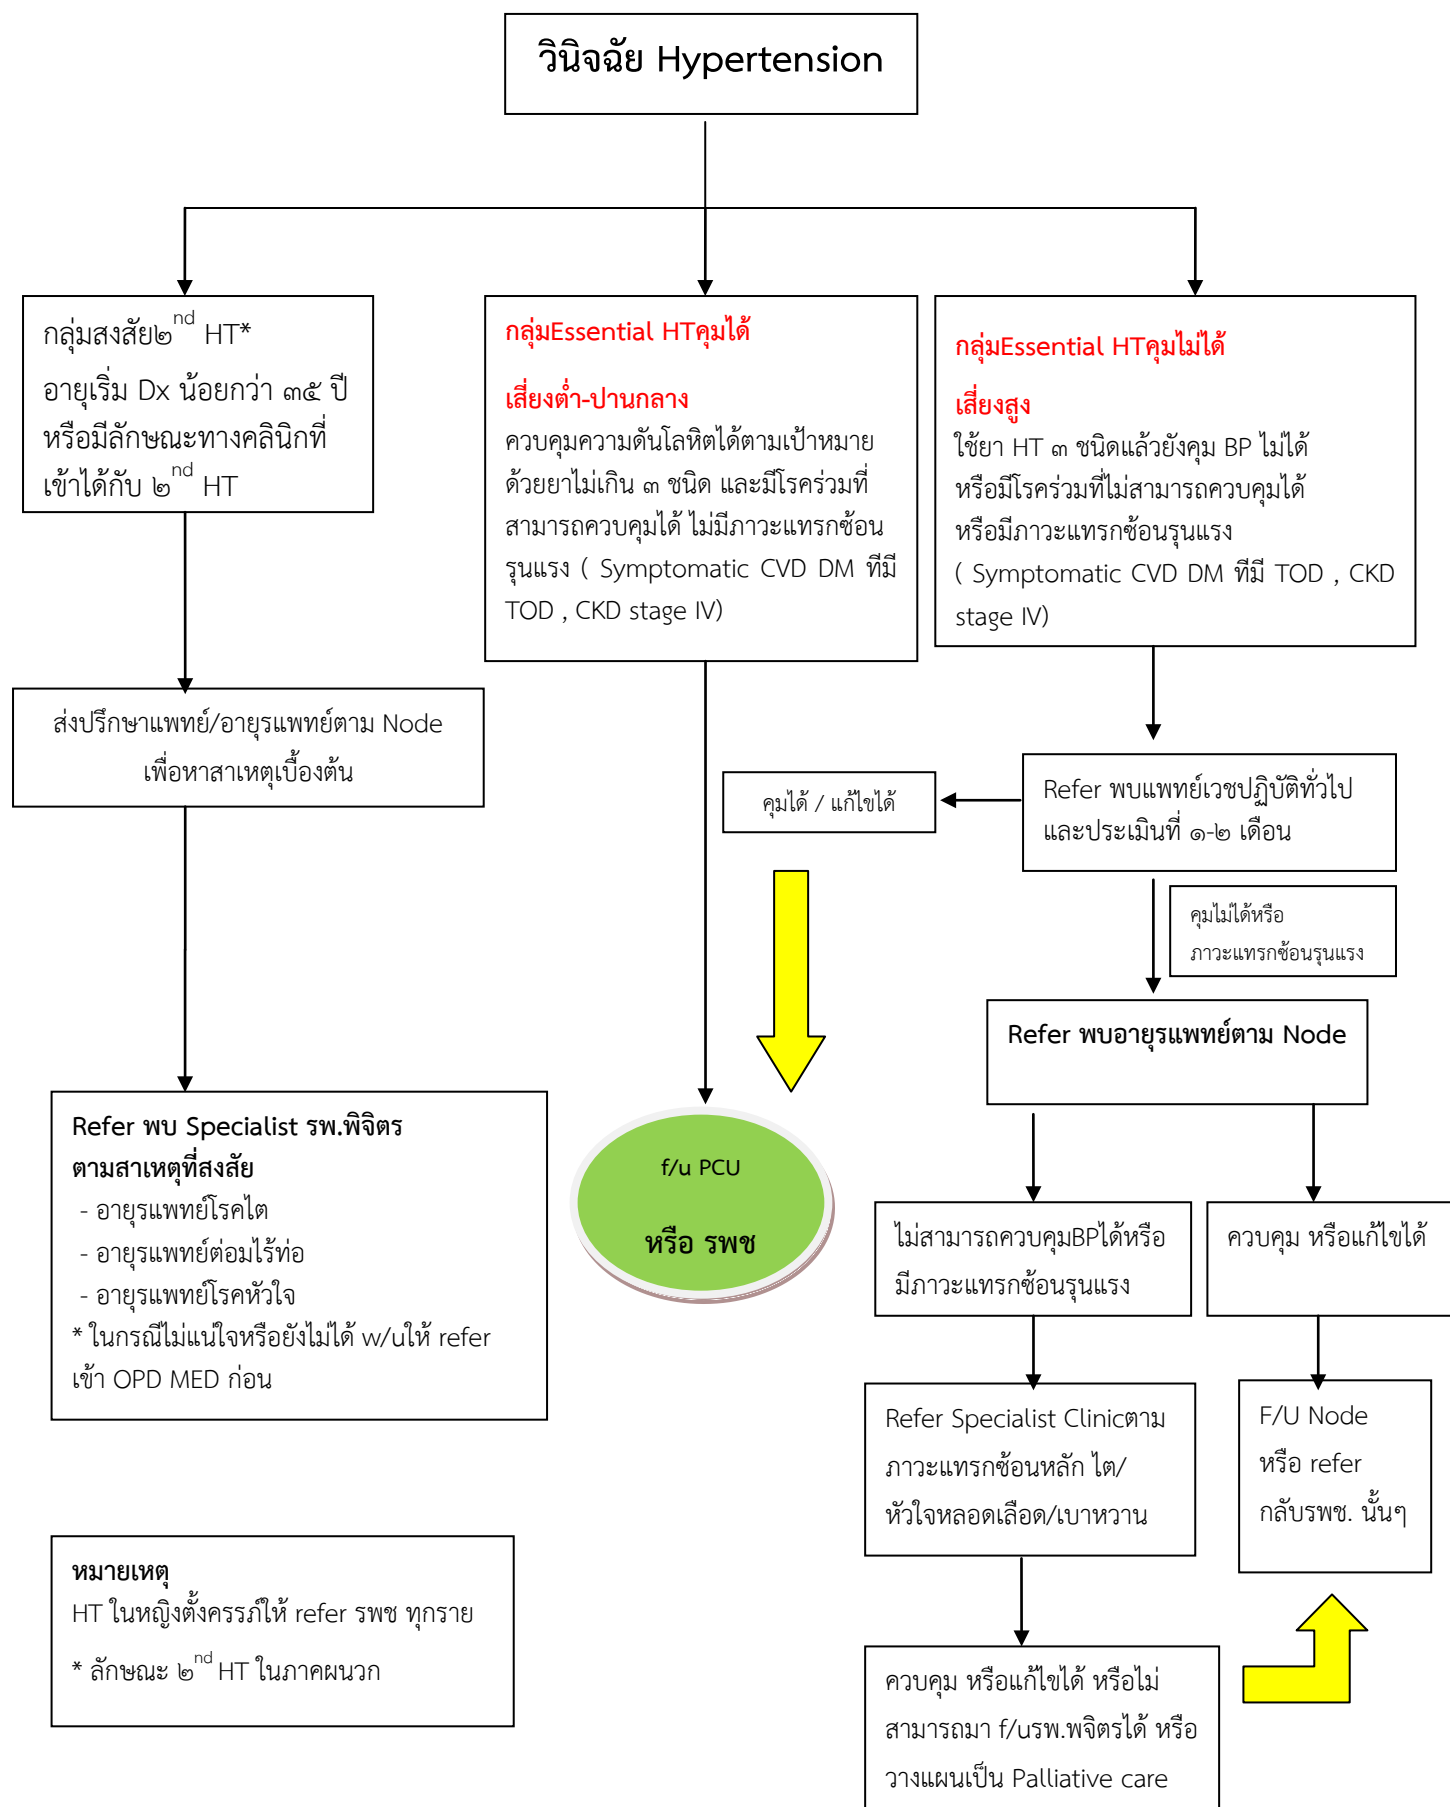 วินิจฉัย Hypertension
กลุ่มสงสัย๒nd HT*
อายุเริ่ม Dx น้อยกว่า ๓๕ ปี
หรือมีลักษณะทางคลินิกที่
เข้าได้กับ ๒nd HT
กลุ่มEssential HTคุมได้
เสี่ยงต่ำ-ปานกลาง
ควบคุมความดันโลหิตได้ตามเป้าหมาย
ด้วยยาไม่เกิน ๓ ชนิด และมีโรคร่วมที่
สามารถควบคุมได้ ไม่มีภาวะแทรกซ้อน
รุนแรง ( Symptomatic CVD DM ทีมี
TOD , CKD stage IV)
กลุ่มEssential HTคุมไม่ได้
เสี่ยงสูง
ใช้ยา HT ๓ ชนิดแล้วยังคุม BP ไม่ได้
หรือมีโรคร่วมที่ไม่สามารถควบคุมได้
หรือมีภาวะแทรกซ้อนรุนแรง
( Symptomatic CVD DM ทีมี TOD , CKD
stage IV)
ส่งปรึกษาแพทย์/อายุรแพทย์ตาม Node
เพื่อหาสาเหตุเบื้องต้น
คุมได้ / แก้ไขได้
Refer พบแพทย์เวชปฏิบัติทั่วไป
และประเมินที่ ๑-๒ เดือน
คุมไม่ได้หรือ
ภาวะแทรกซ้อนรุนแรง
Refer พบอายุรแพทย์ตาม Node
Refer พบ Specialist รพ.พิจิตร
ตามสาเหตุที่สงสัย
- อายุรแพทย์โรคไต
- อายุรแพทย์ต่อมไร้ท่อ
- อายุรแพทย์โรคหัวใจ
* ในกรณีไม่แน่ใจหรือยังไม่ได้ w/uให้ refer
เข้า OPD MED ก่อน
f/u PCU
หรือ รพช
ไม่สามารถควบคุมBPได้หรือ
มีภาวะแทรกซ้อนรุนแรง
ควบคุม หรือแก้ไขได้
Refer Specialist Clinicตาม
ภาวะแทรกซ้อนหลัก ไต/
หัวใจหลอดเลือด/เบาหวาน
F/U Node
หรือ refer
กลับรพช. นั้นๆ
หมายเหตุ
HT ในหญิงตั้งครรภ์ให้ refer รพช ทุกราย
* ลักษณะ ๒nd HT ในภาคผนวก
ควบคุม หรือแก้ไขได้ หรือไม่
สามารถมา f/uรพ.พจิตรได้ หรือ
วางแผนเป็น Palliative care